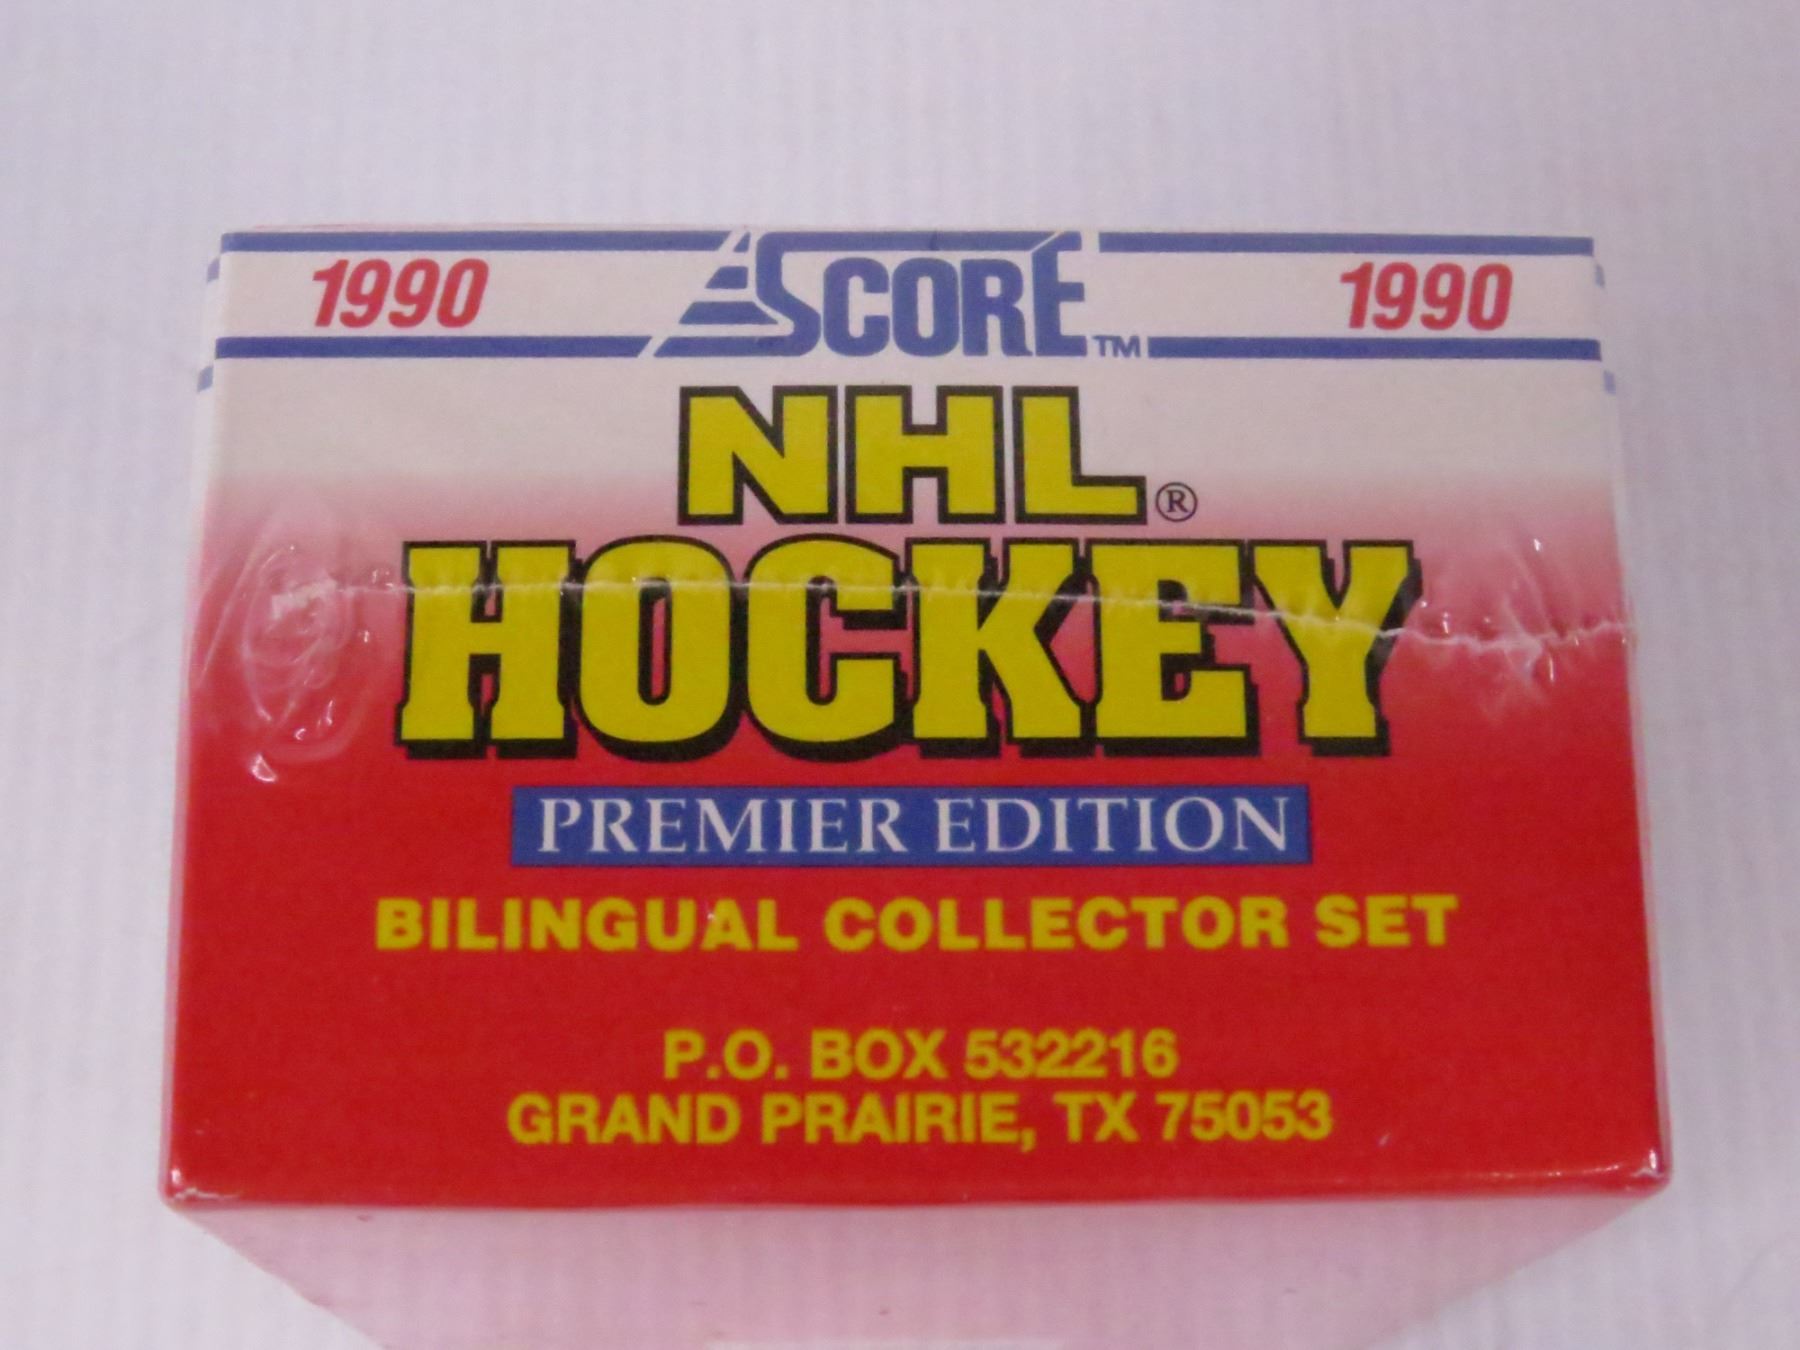 1990 SCORE™ 1990
NHL®
HOCKEY
PREMIER EDITION
BILINGUAL COLLECTOR SET
P.O. BOX 532216
GRAND PRAIRIE, TX 75053